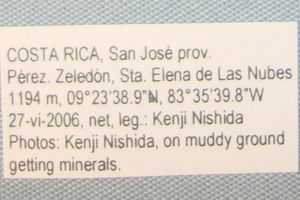 COSTA RICA, San José prov.
Pérez. Zeledón, Sta. Elena de Las Nubes
1194 m, 09°23'38.9"N, 83°35'39.8"W
27-vi-2006, net, leg.: Kenji Nishida
Photos: Kenji Nishida, on muddy ground
getting minerals.